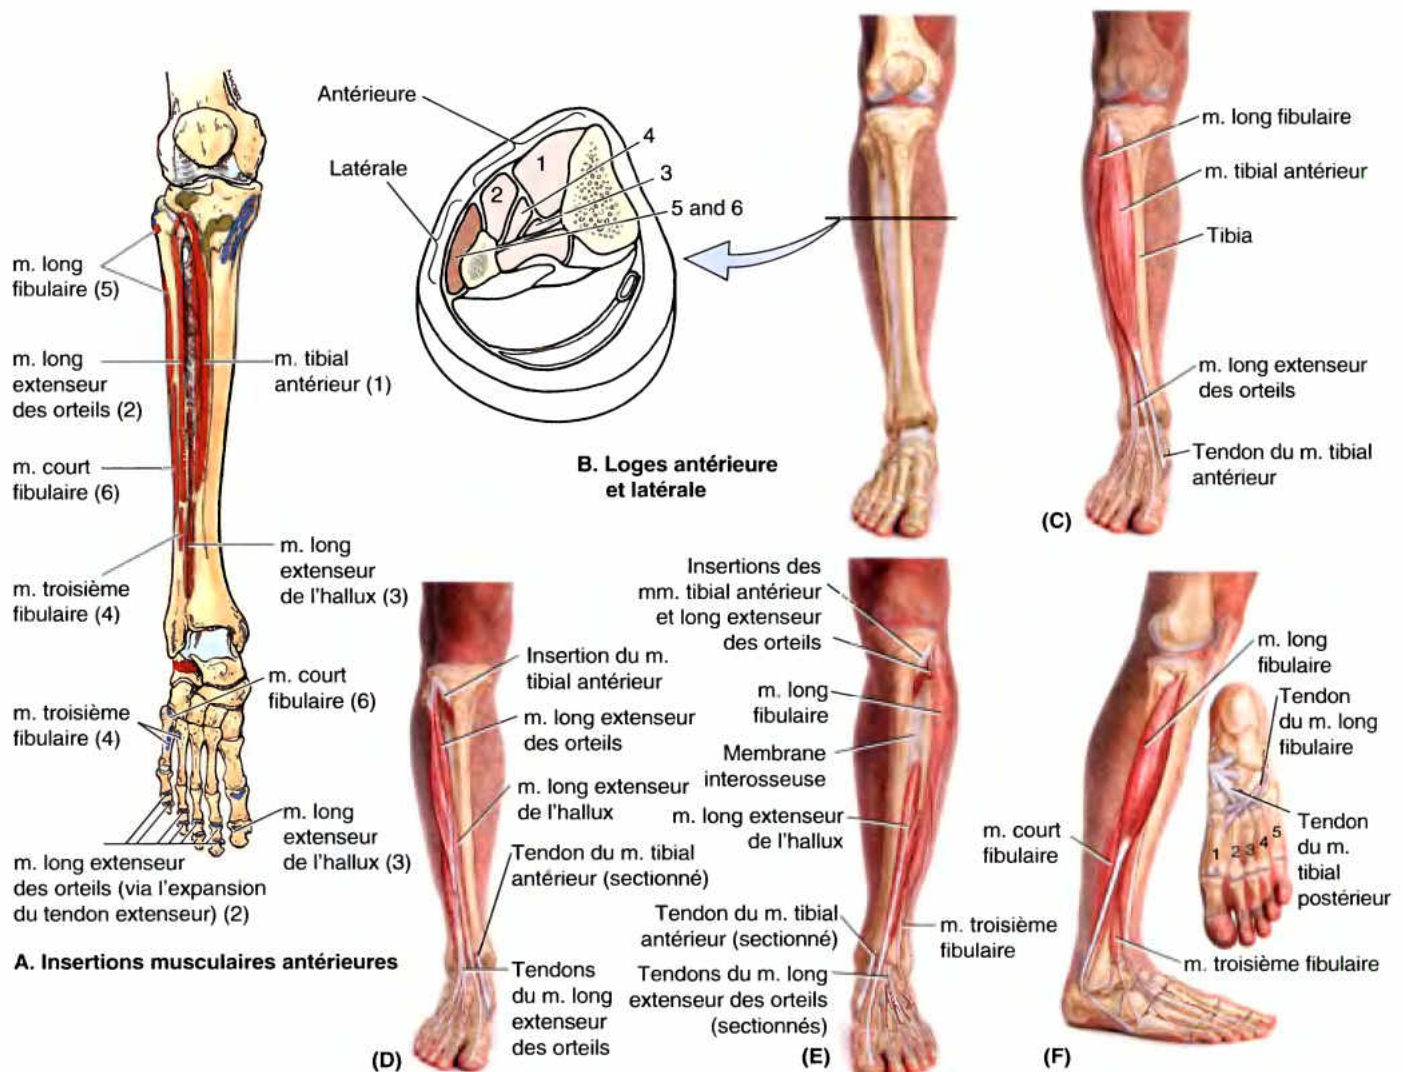 m. long
fibulaire (5)
m. long
extenseur
des orteils (2)
m. tibial
antérieur (1)
m. court
fibulaire (6)
m. troisième
fibulaire (4)
m. long
extenseur
de l'hallux (3)
m. court
fibulaire (6)
m. troisième
fibulaire (4)
m. long
extenseur
de l'hallux (3)
m. long extenseur
des orteils (via l'expansion
du tendon extenseur) (2)
A. Insertions musculaires antérieures
Antérieure
Latérale
1
2
4
3
5 and 6
B. Loges antérieure
et latérale
m. long fibulaire
m. tibial antérieur
Tibia
m. long extenseur
des orteils
Tendon du m. tibial
antérieur
(C)
Insertion du m.
tibial antérieur
m. long extenseur
des orteils
m. long extenseur
de l'hallux
Tendon du m. tibial
antérieur (sectionné)
Tendons
du m. long
extenseur
des orteils
(D)
Insertions des
mm. tibial antérieur
et long extenseur
des orteils
m. long
fibulaire
Membrane
interosseuse
m. long extenseur
de l'hallux
Tendon du m. tibial
antérieur (sectionné)
m. troisième
fibulaire
Tendons du m. long
extenseur des orteils
(sectionnés)
(E)
m. long
fibulaire
Tendon
du m. long
fibulaire
m. court
fibulaire
1 2 3 4 5
Tendon
du m.
tibial
postérieur
m. troisième fibulaire
(F)